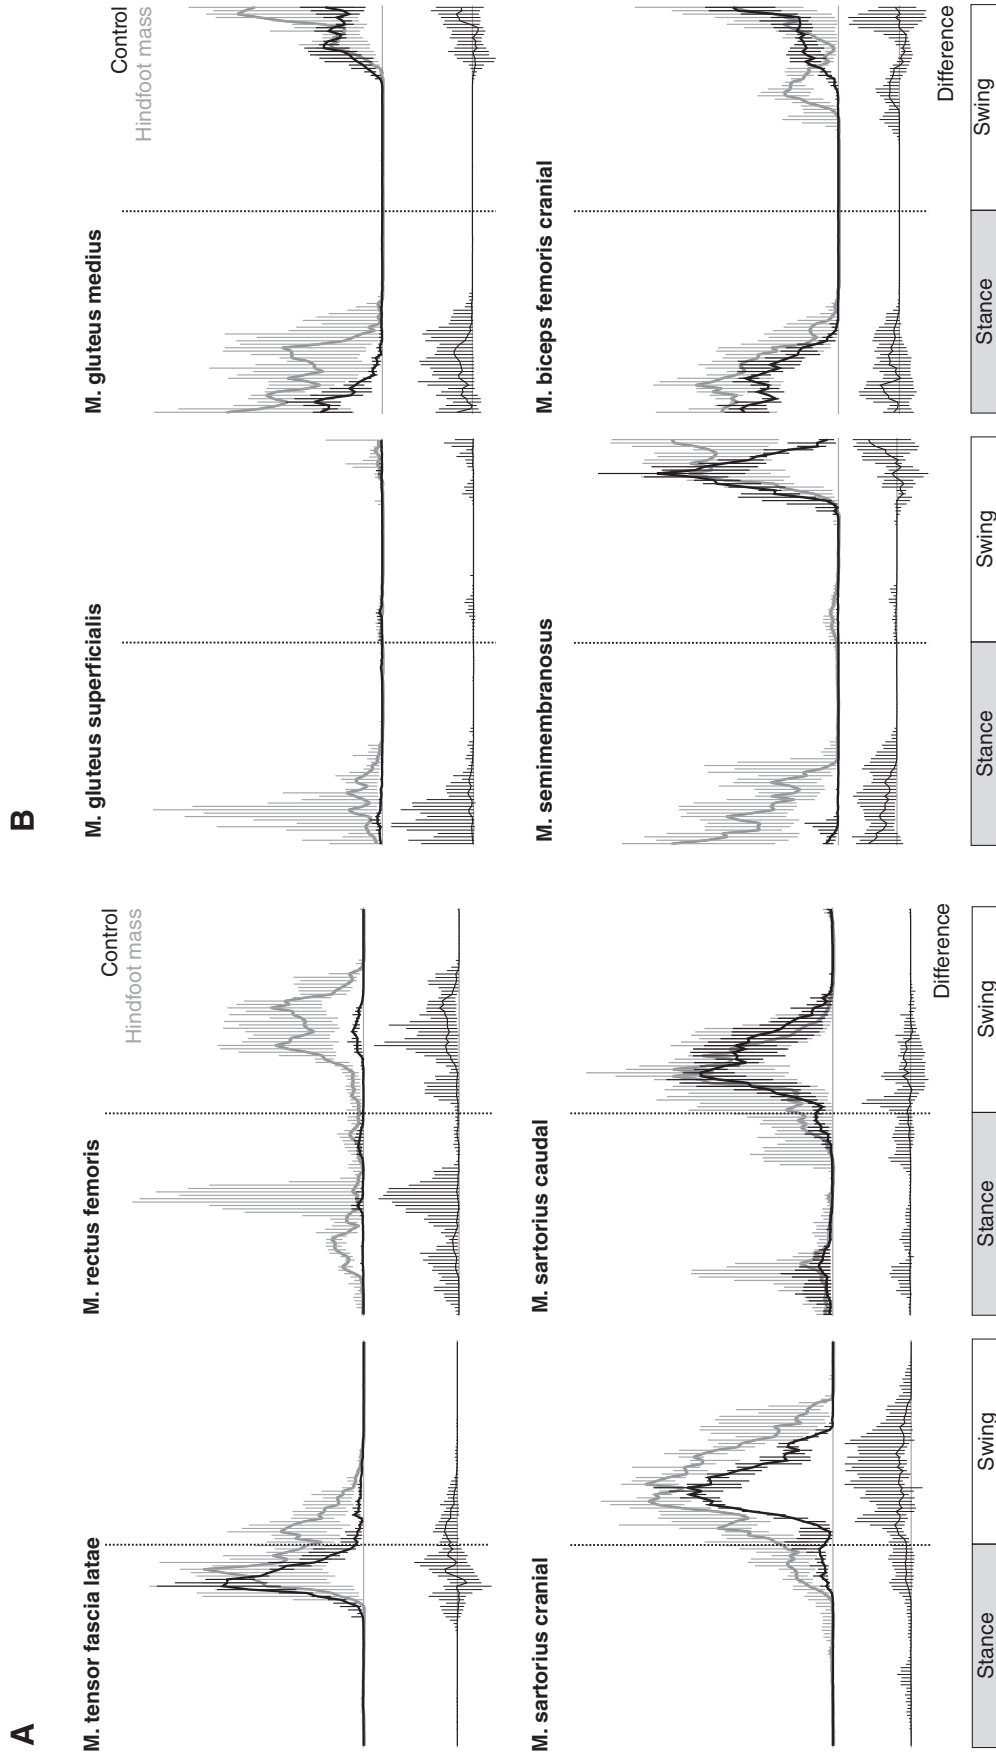 A
M. tensor fascia latae
M. rectus femoris
Control
Hindfoot mass
M. sartorius cranial
M. sartorius caudal
Difference
Stance
Swing
Stance
Swing
B
M. gluteus superficialis
M. gluteus medius
Control
Hindfoot mass
M. semimembranosus
M. biceps femoris cranial
Difference
Stance
Swing
Stance
Swing